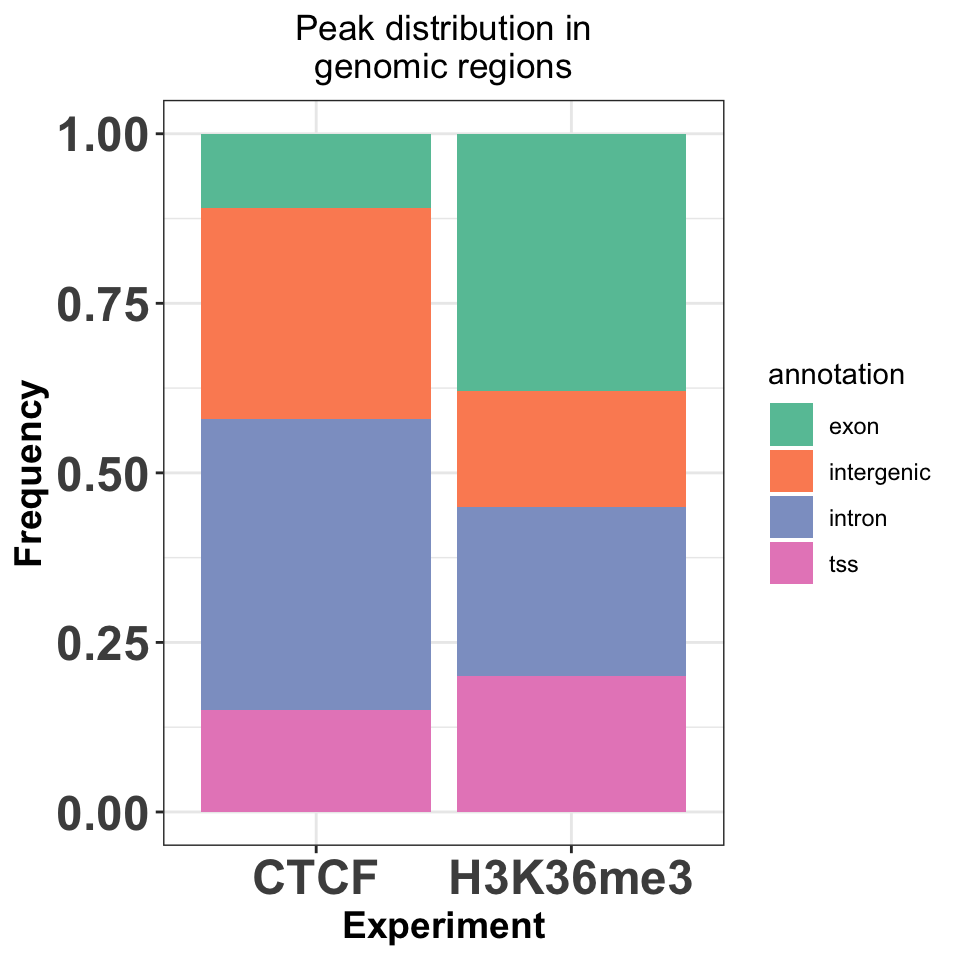 Peak distribution in
genomic regions
1.00
0.75
0.50
0.25
0.00
Frequency
CTCF H3K36me3
Experiment
annotation
exon
intergenic
intron
tss